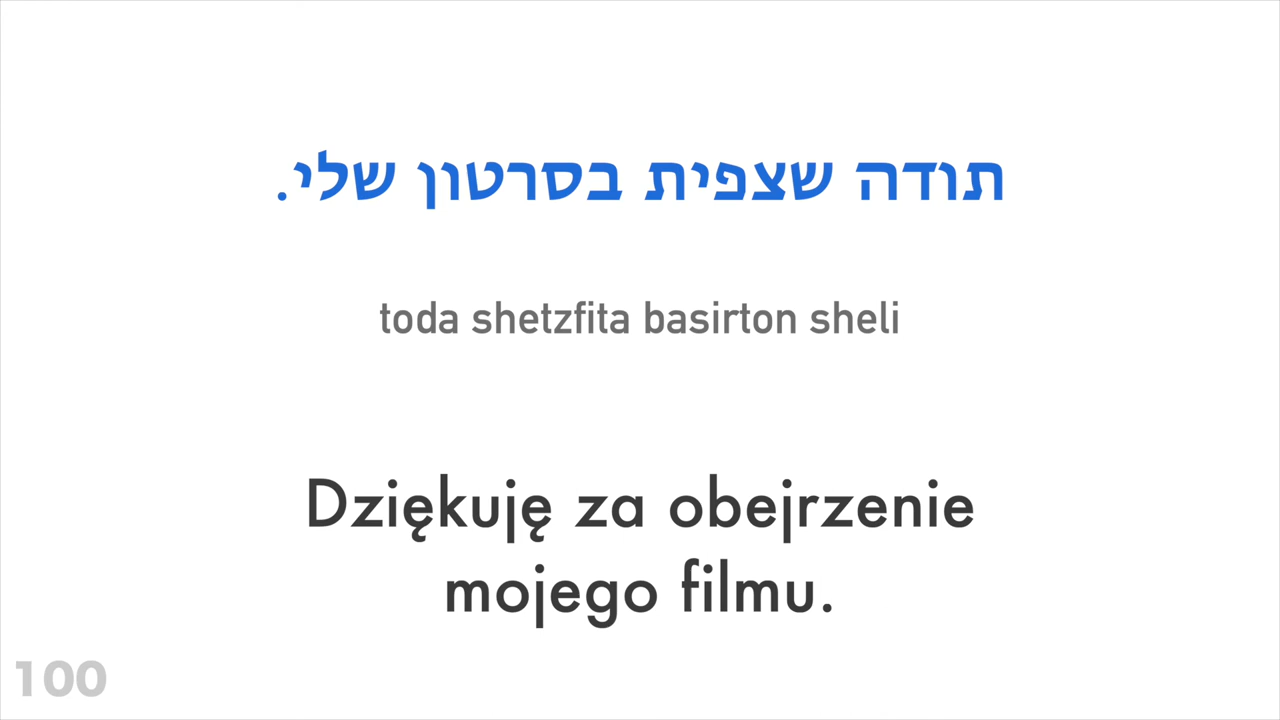 תודה שצפית בסרטון שלי.
toda shetzfita basirton sheli
Dziękuję za obejrzenie
mojego filmu.
100